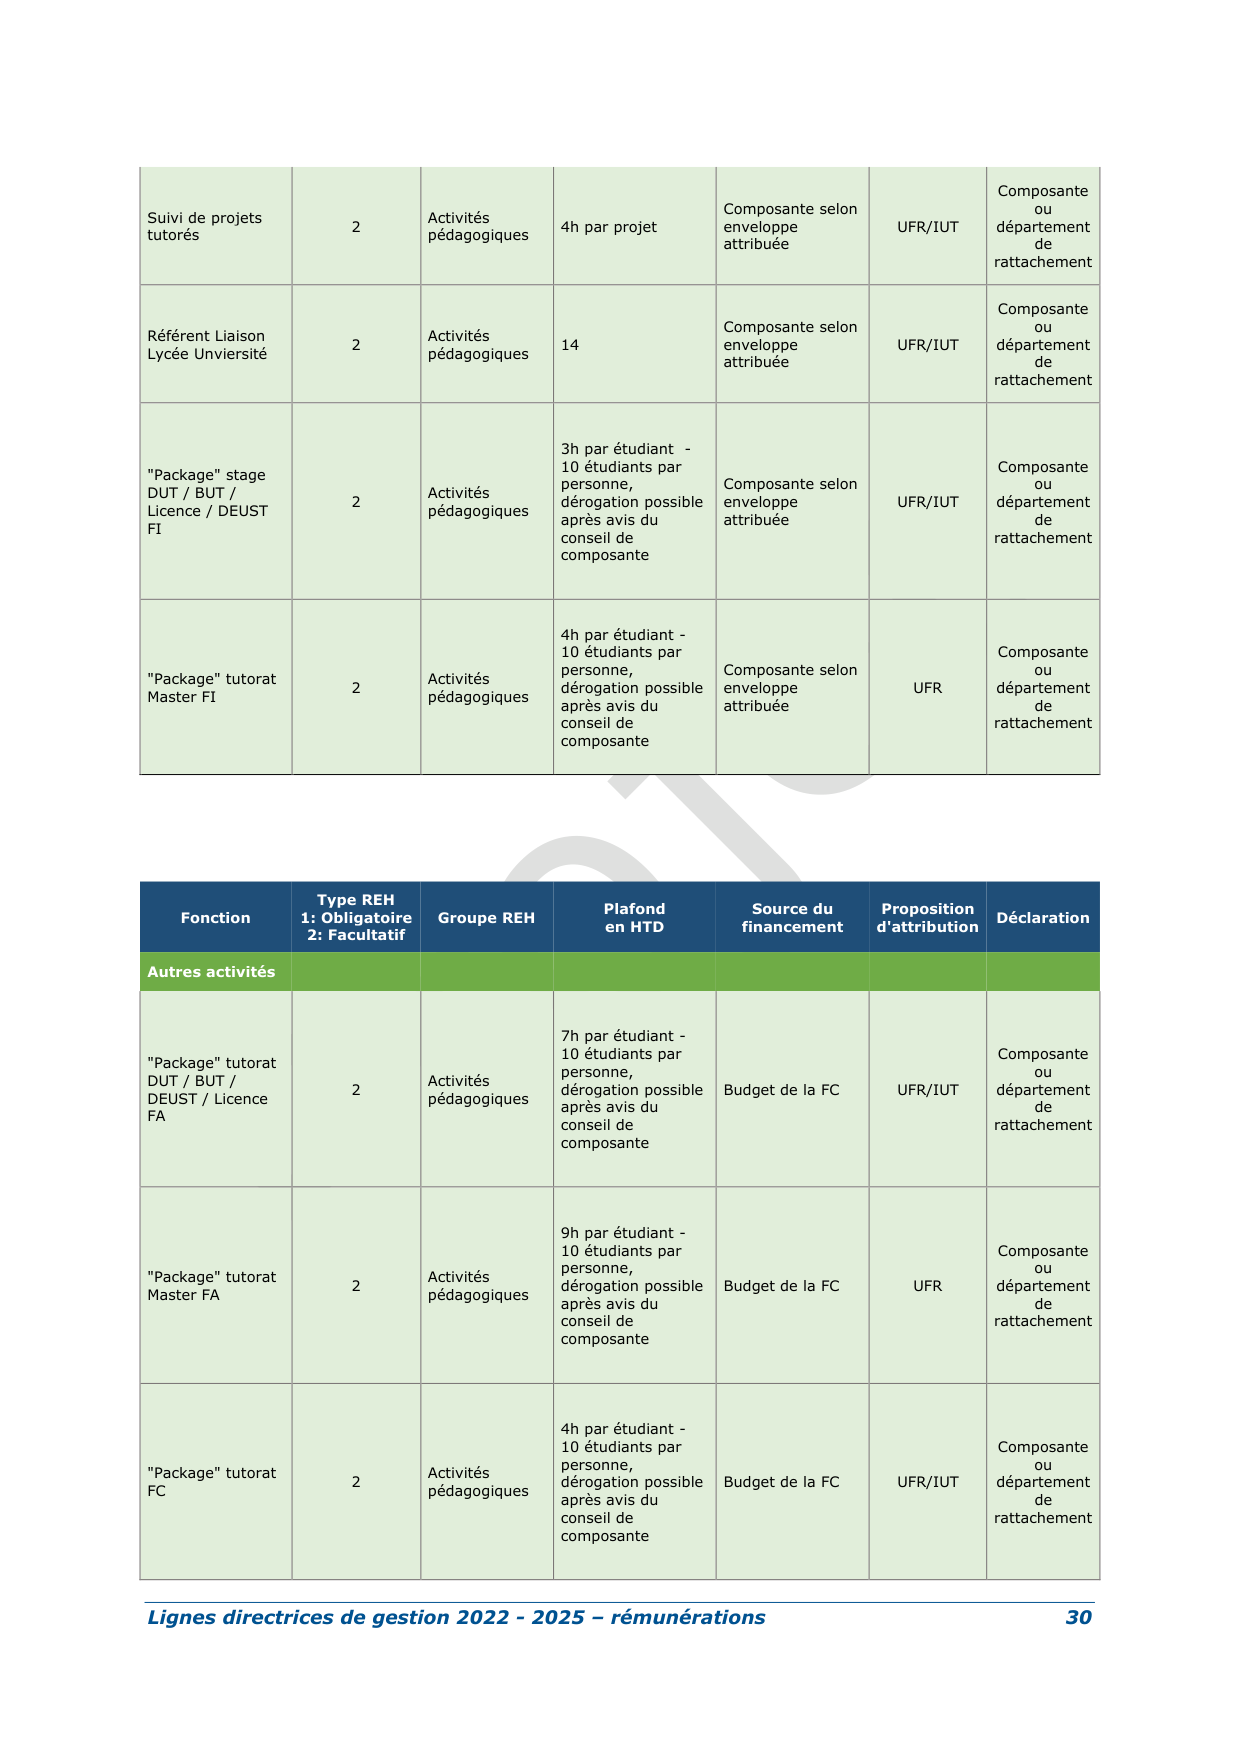 Suivi de projets
tutorés
2
Activités
pédagogiques
4h par projet
Composante selon
enveloppe
attribuée
UFR/IUT
Composante
ou
département
de
rattachement
Référent Liaison
Lycée Unviersité
2
Activités
pédagogiques
14
Composante selon
enveloppe
attribuée
UFR/IUT
Composante
ou
département
de
rattachement
"Package" stage
DUT / BUT /
Licence / DEUST
FI
2
Activités
pédagogiques
3h par étudiant  -
10 étudiants par
personne,
dérogation possible
après avis du
conseil de
composante
Composante selon
enveloppe
attribuée
UFR/IUT
Composante
ou
département
de
rattachement
"Package" tutorat
Master FI
2
Activités
pédagogiques
4h par étudiant -
10 étudiants par
personne,
dérogation possible
après avis du
conseil de
composante
Composante selon
enveloppe
attribuée
UFR
Composante
ou
département
de
rattachement
Fonction
Type REH
1: Obligatoire
2: Facultatif
Groupe REH
Plafond
en HTD
Source du
financement
Proposition
d'attribution
Déclaration
Autres activités
"Package" tutorat
DUT / BUT /
DEUST / Licence
FA
2
Activités
pédagogiques
7h par étudiant -
10 étudiants par
personne,
dérogation possible
après avis du
conseil de
composante
Budget de la FC
UFR/IUT
Composante
ou
département
de
rattachement
"Package" tutorat
Master FA
2
Activités
pédagogiques
9h par étudiant -
10 étudiants par
personne,
dérogation possible
après avis du
conseil de
composante
Budget de la FC
UFR
Composante
ou
département
de
rattachement
"Package" tutorat
FC
2
Activités
pédagogiques
4h par étudiant -
10 étudiants par
personne,
dérogation possible
après avis du
conseil de
composante
Budget de la FC
UFR/IUT
Composante
ou
département
de
rattachement
Lignes directrices de gestion 2022 - 2025 – rémunérations 30